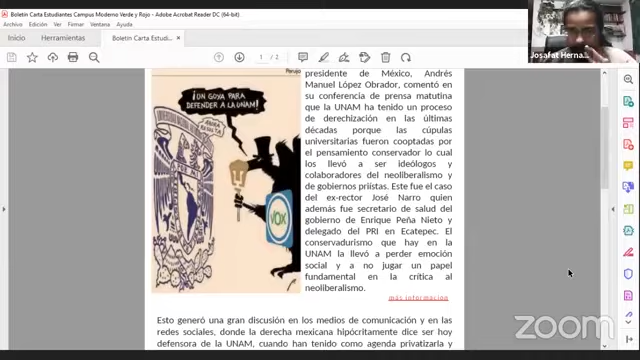 Boletín Carta Estudiantes Campus Moderno Verde y Rojo - Adobe Acrobat Reader DC (64-bit)
Archivo Edición Ver Firmar Ventana Ayuda
Inicio Herramientas Boletín Carta Estudi...
1 / 2
100%
Josafat Herna...
Perujo
¡ON GOYA PARA
DEFENDER A LA UNAM!
AHORA
RESULTA
VOX
presidente de México, Andrés
Manuel López Obrador, comentó en
su conferencia de prensa matutina
que la UNAM ha tenido un proceso
de derechización en las últimas
décadas porque las cúpulas
universitarias fueron cooptadas por
el pensamiento conservador lo cual
los llevó a ser ideólogos y
colaboradores del neoliberalismo y
de gobiernos priístas. Este fue el caso
del ex-rector José Narro quien
además fue secretario de salud del
gobierno de Enrique Peña Nieto y
delegado del PRI en Ecatepec. El
conservadurismo que hay en la
UNAM la llevó a perder emoción
social y a no jugar un papel
fundamental en la crítica al
neoliberalismo.
más información
Esto generó una gran discusión en los medios de comunicación y en las
redes sociales, donde la derecha mexicana hipócritamente dice ser hoy
defensora de la UNAM, cuando han tenido como agenda privatizarla y
zoom